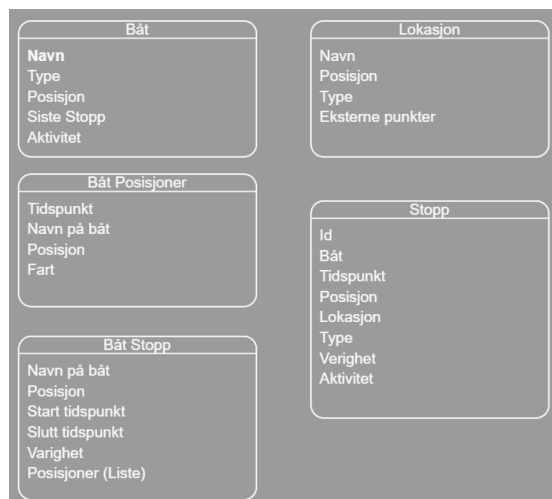 Båt
Navn
Type
Posisjon
Siste Stopp
Aktivitet
Båt Posisjoner
Tidspunkt
Navn på båt
Posisjon
Fart
Båt Stopp
Navn på båt
Posisjon
Start tidspunkt
Slutt tidspunkt
Varighet
Posisjoner (Liste)
Lokasjon
Navn
Posisjon
Type
Eksterne punkter
Stopp
Id
Båt
Tidspunkt
Posisjon
Lokasjon
Type
Verighet
Aktivitet